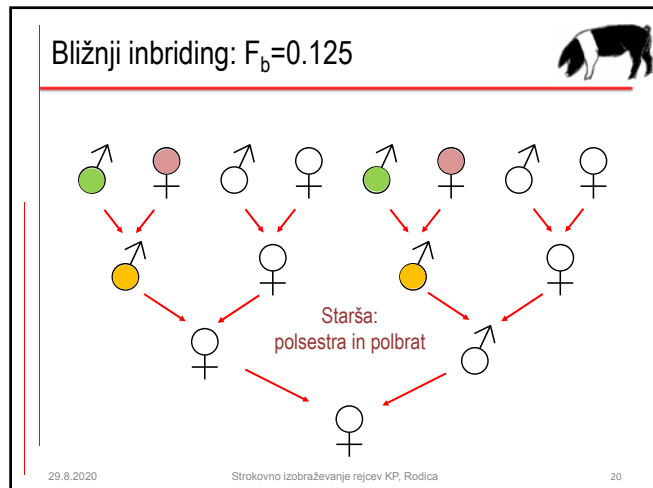 Bližnji inbriding: Fb=0.125
Starša:
polsestra in polbrat
29.8.2020
Strokovno izobraževanje rejcev KP, Rodica
20